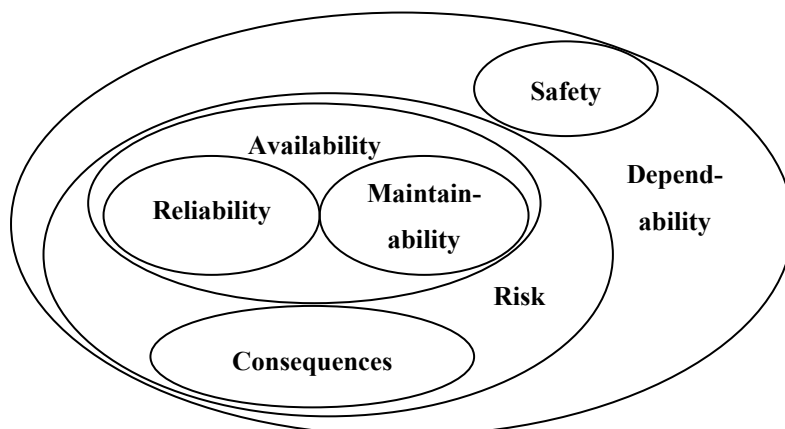 Safety
Availability
Depend-
ability
Reliability
Maintain-
ability
Risk
Consequences